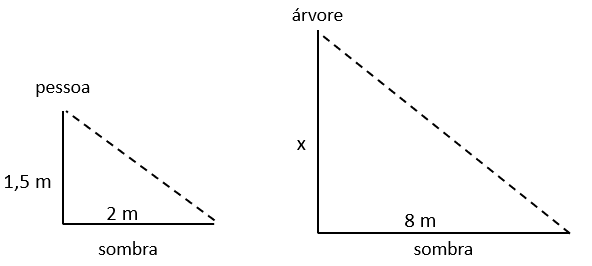 pessoa
1,5 m
2 m
sombra
árvore
x
8 m
sombra